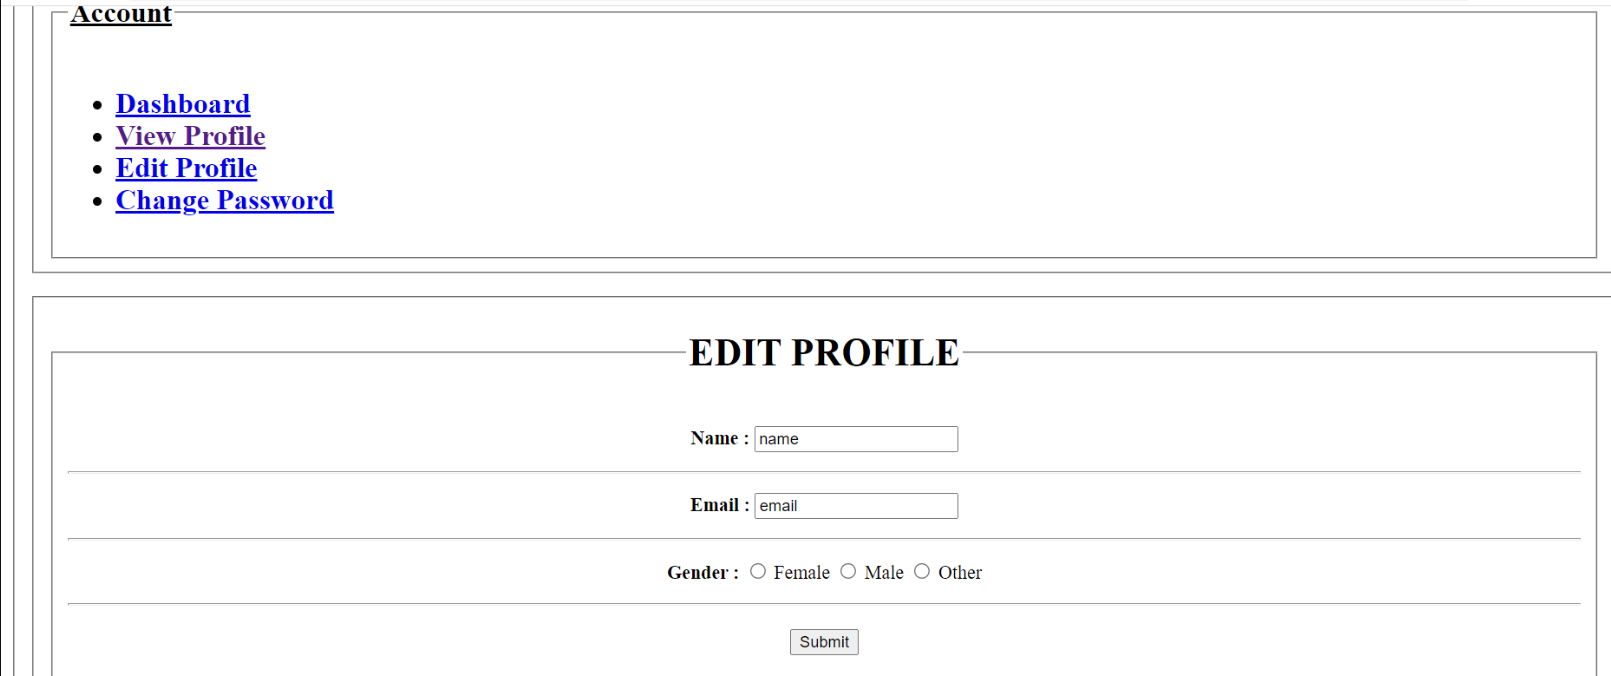 Account
Dashboard
View Profile
Edit Profile
Change Password
EDIT PROFILE
Name : name
Email : email
Gender : Female Male Other
Submit